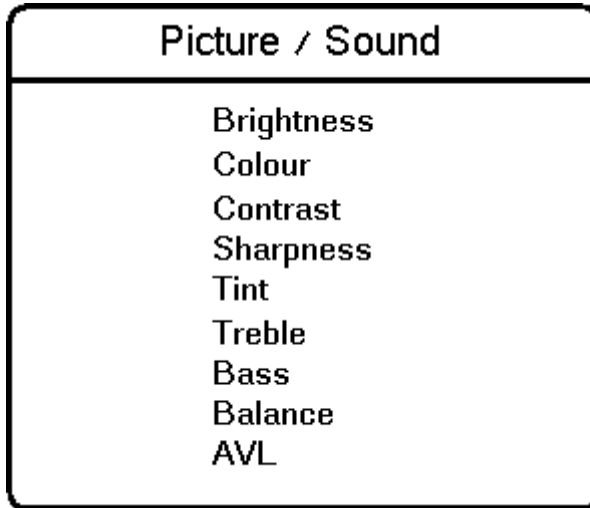 Picture / Sound
Brightness
Colour
Contrast
Sharpness
Tint
Treble
Bass
Balance
AVL